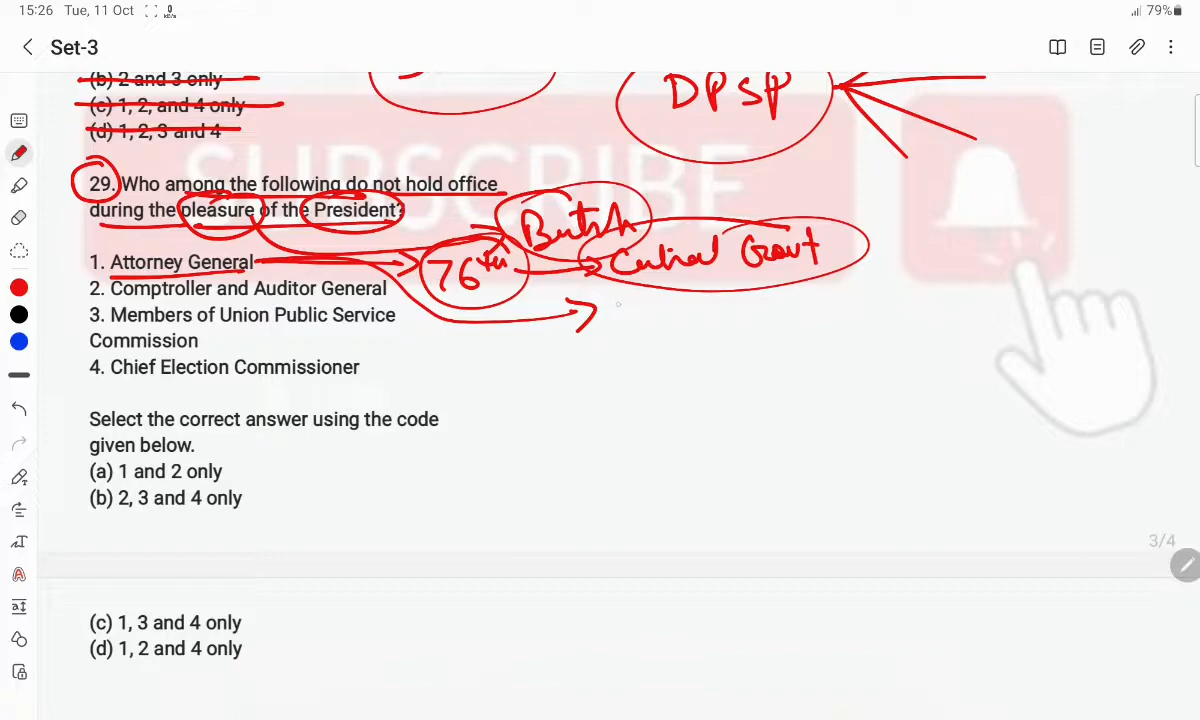 15:26 Tue, 11 Oct
79%
Set-3
(b) 2 and 3 only
(c) 1, 2, and 4 only
(d) 1, 2, 3 and 4
DPSP
SUBSCRIBE
29. Who among the following do not hold office
during the pleasure of the President?
British
1. Attorney General
76th
Central Govt
2. Comptroller and Auditor General
3. Members of Union Public Service
Commission
4. Chief Election Commissioner
Select the correct answer using the code
given below.
(a) 1 and 2 only
(b) 2, 3 and 4 only
3/4
(c) 1, 3 and 4 only
(d) 1, 2 and 4 only